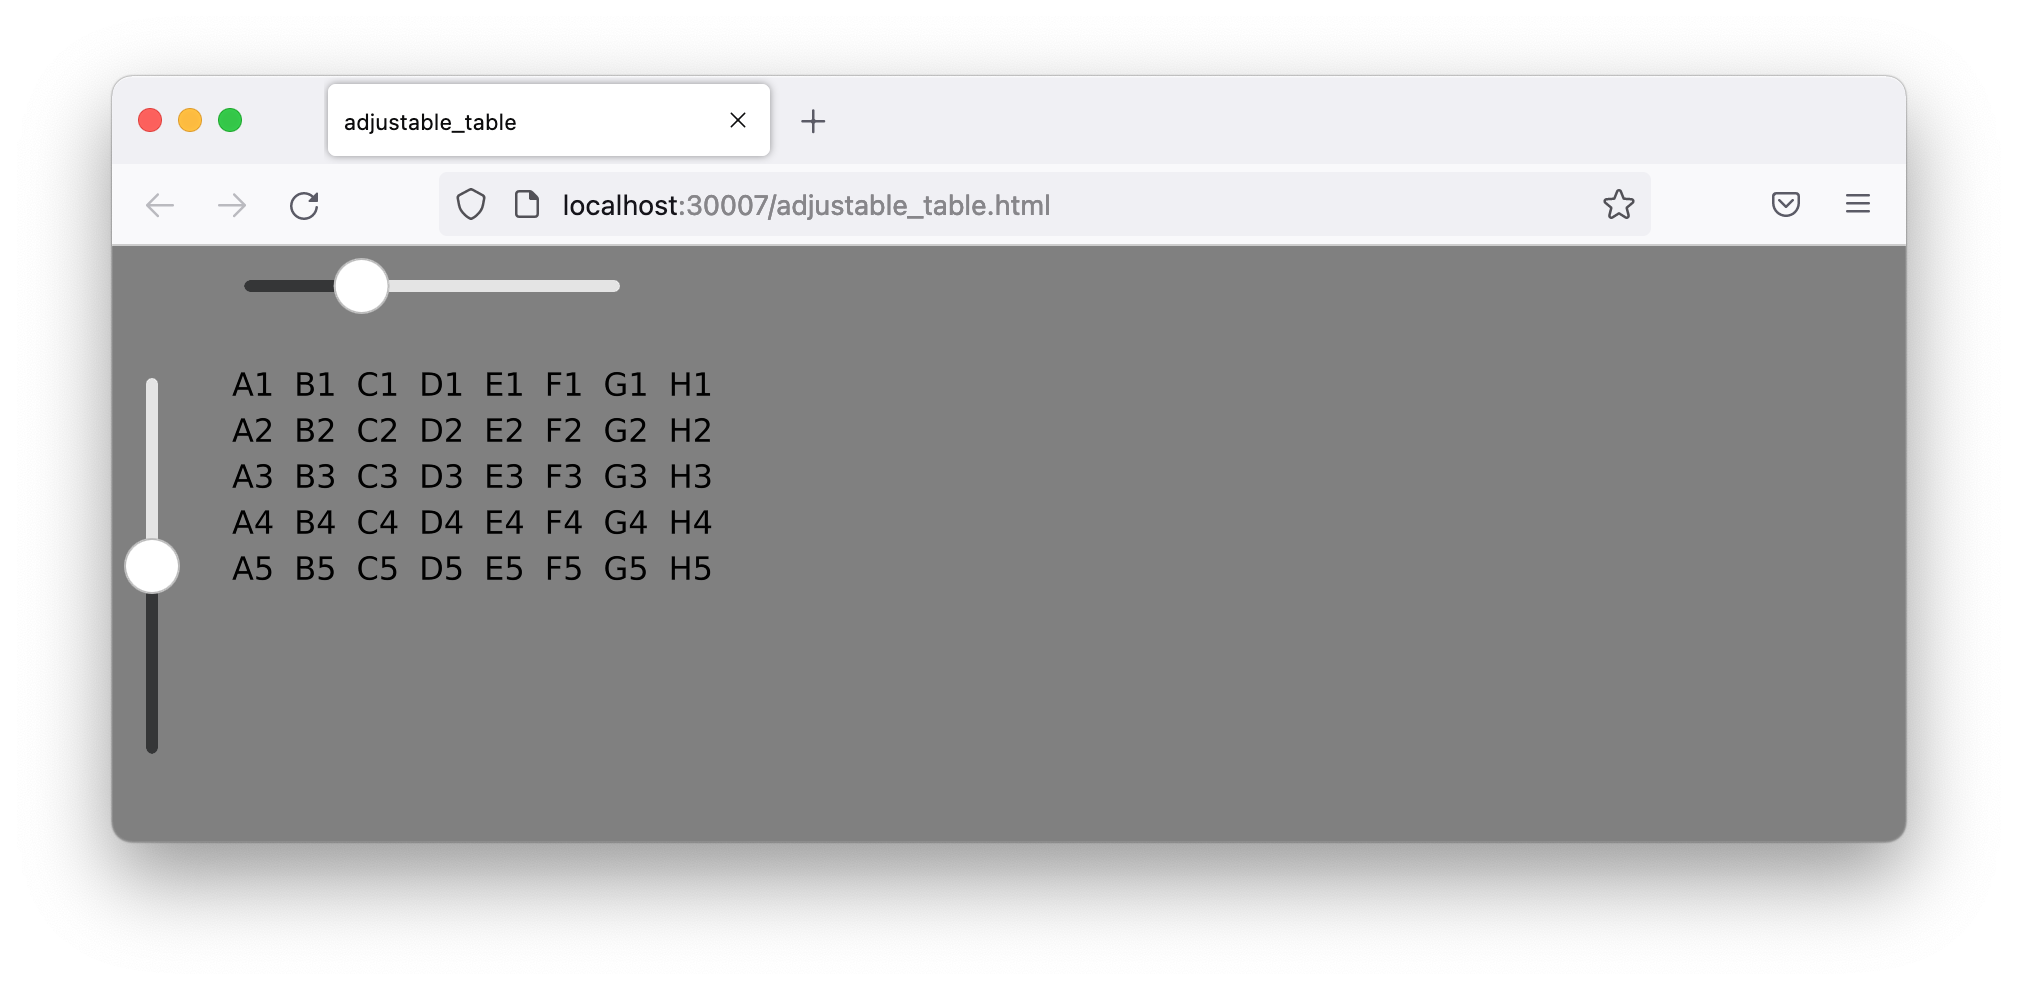 adjustable_table
localhost:30007/adjustable_table.html
A1 B1 C1 D1 E1 F1 G1 H1
A2 B2 C2 D2 E2 F2 G2 H2
A3 B3 C3 D3 E3 F3 G3 H3
A4 B4 C4 D4 E4 F4 G4 H4
A5 B5 C5 D5 E5 F5 G5 H5